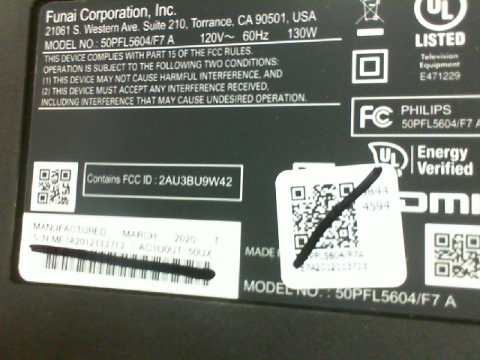 Funai Corporation, Inc.
21061 S. Western Ave. Suite 210, Torrance, CA 90501, USA
MODEL NO.: 50PFL5604/F7 A 120V~ 60Hz 130W
THIS DEVICE COMPLIES WITH PART 15 OF THE FCC RULES.
OPERATION IS SUBJECT TO THE FOLLOWING TWO CONDITIONS:
(1) THIS DEVICE MAY NOT CAUSE HARMFUL INTERFERENCE, AND
(2) THIS DEVICE MUST ACCEPT ANY INTERFERENCE RECEIVED,
INCLUDING INTERFERENCE THAT MAY CAUSE UNDESIRED OPERATION.
UL
LISTED
Television
Equipment
E471229
FC PHILIPS
50PFL5604/F7 A
UL Energy
Verified
Contains FCC ID : 2AU3BU9W42
4594
MANUFACTURED MARCH 2020 T
MADE
MODEL NO. : 50PFL5604/F7 A